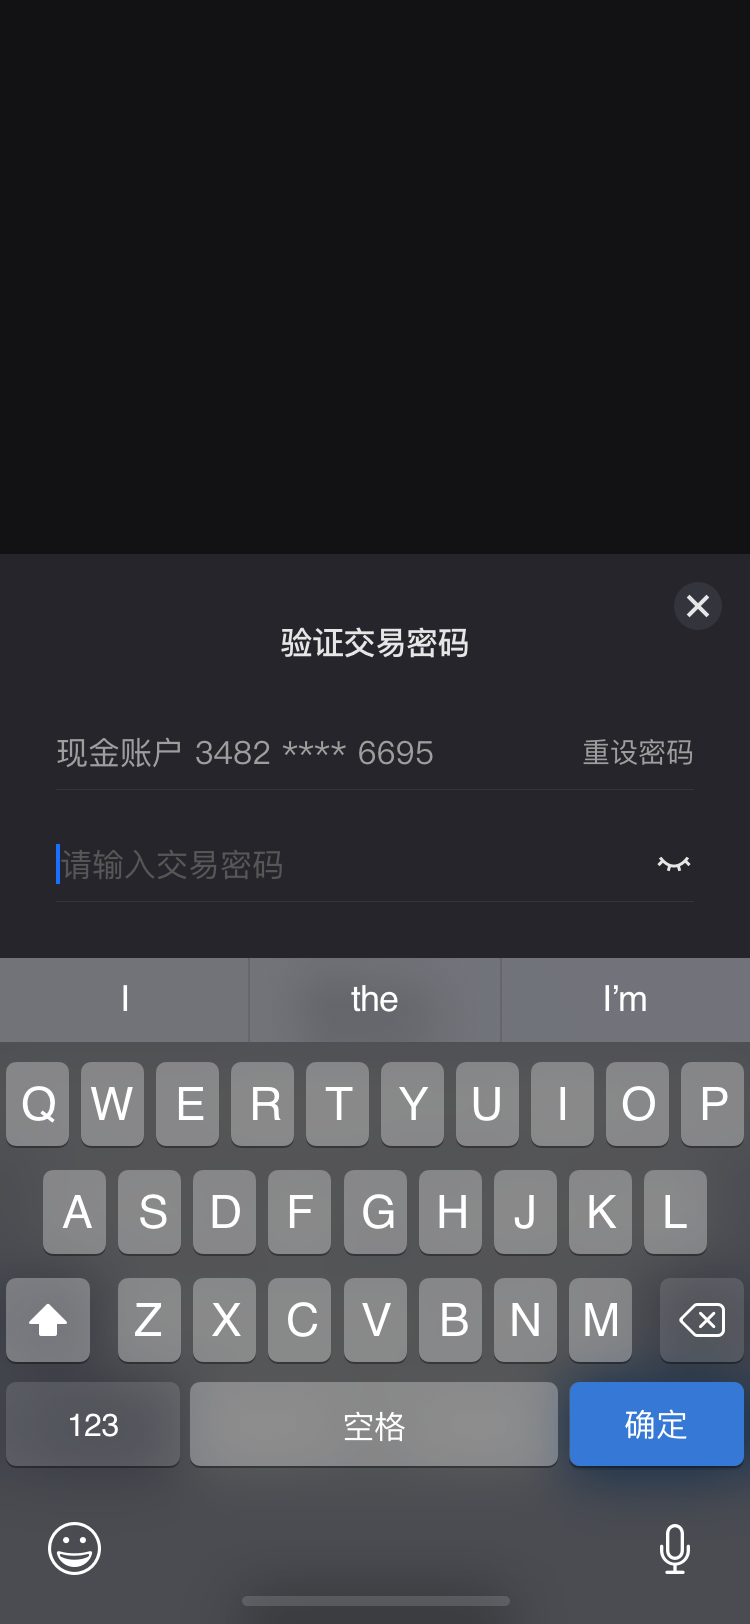 验证交易密码
现金账户 3482 **** 6695 重设密码
请输入交易密码
I the I’m
Q W E R T Y U I O P
A S D F G H J K L
Z X C V B N M
123 空格 确定